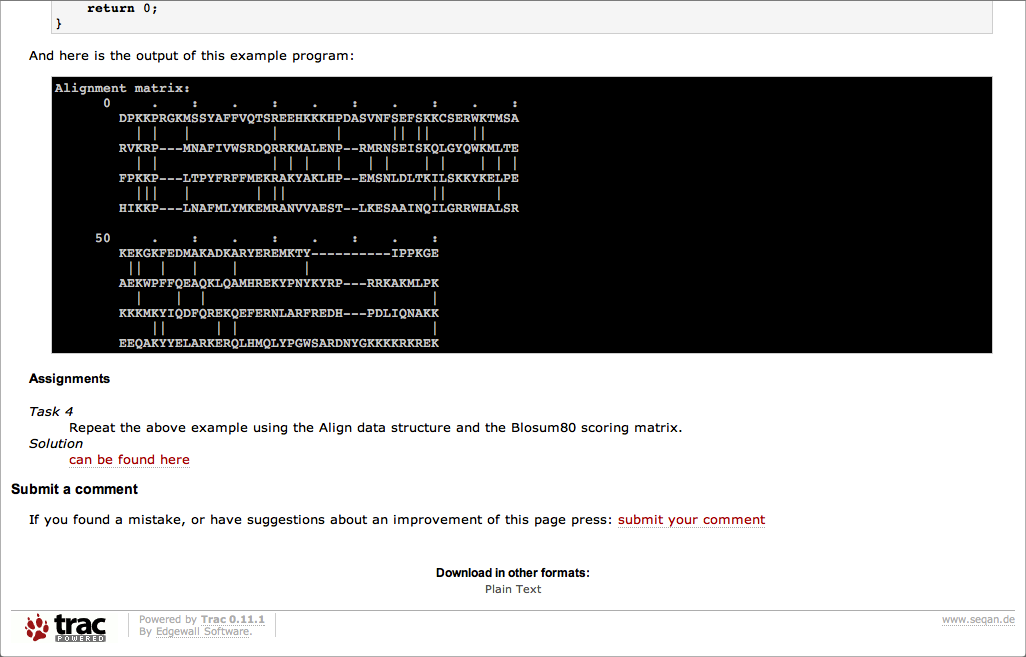 return 0;
}
And here is the output of this example program:
Alignment matrix:
      0     .    :    .    :    .    :    .    :    .    :
        DPKKPRGKMSSYAFFVQTSREEHKKKHPDASVNFSEFSKKCSERWKTMSA
          | |   |          |       |      || ||     ||
        RVKRP---MNAFIVWSRDQRRKMALENP--RMRNSEISKQLGYQWKMLTE
          | |              | | |   |   | |    | |    | | |
        FPKKP---LTPYFRFFMEKRAKYAKLHP--EMSNLDLTKILSKKYKELPE
          |||   |        | ||                  ||      |
        HIKKP---LNAFMLYMKEMRANVVAEST--LKESAAINQILGRRWHALSR
     50     .    :    .    :    .    :    .    :
        KEKGKFEDMAKADKARYEREMKTY----------IPPKGE
         ||  |   |    |        |
        AEKWPFFQEAQKLQAMHREKYPNYKYRP---RRKAKMLPK
          |    |  |                            |
        KKKMKYIQDFQREKQEFERNLARFREDH---PDLIQNAKK
            ||      | |                        |
        EEQAKYYELARKERQLHMQLYPGWSARDNYGKKKKRKREK
Assignments
Task 4
Repeat the above example using the Align data structure and the Blosum80 scoring matrix.
Solution
can be found here
Submit a comment
If you found a mistake, or have suggestions about an improvement of this page press: submit your comment
Download in other formats:
Plain Text
trac
POWERED
Powered by Trac 0.11.1
By Edgewall Software.
www.seqan.de